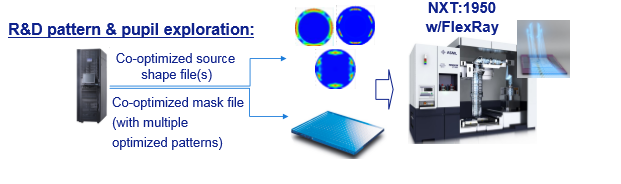 R&D pattern & pupil exploration:
NXT:1950
w/FlexRay
Co-optimized source
shape file(s)
Co-optimized mask file
(with multiple
optimized patterns)
ASML